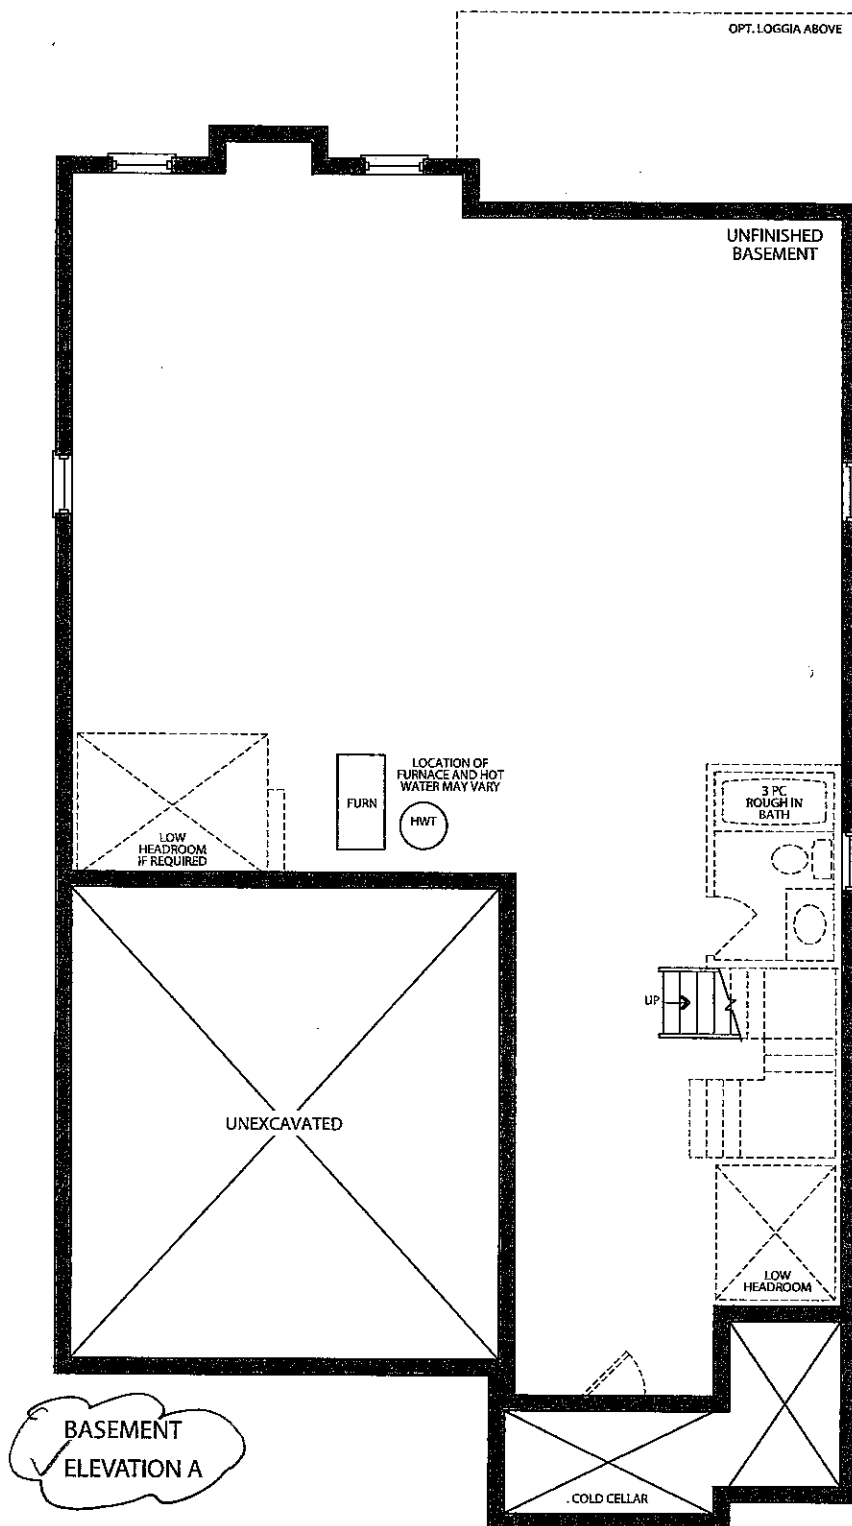 OPT. LOGGIA ABOVE
UNFINISHED
BASEMENT
LOCATION OF
FURNACE AND HOT
WATER MAY VARY
FURN
HWT
3 PC
ROUGH IN
BATH
LOW
HEADROOM
IF REQUIRED
UP
UNEXCAVATED
LOW
HEADROOM
BASEMENT
ELEVATION A
COLD CELLAR